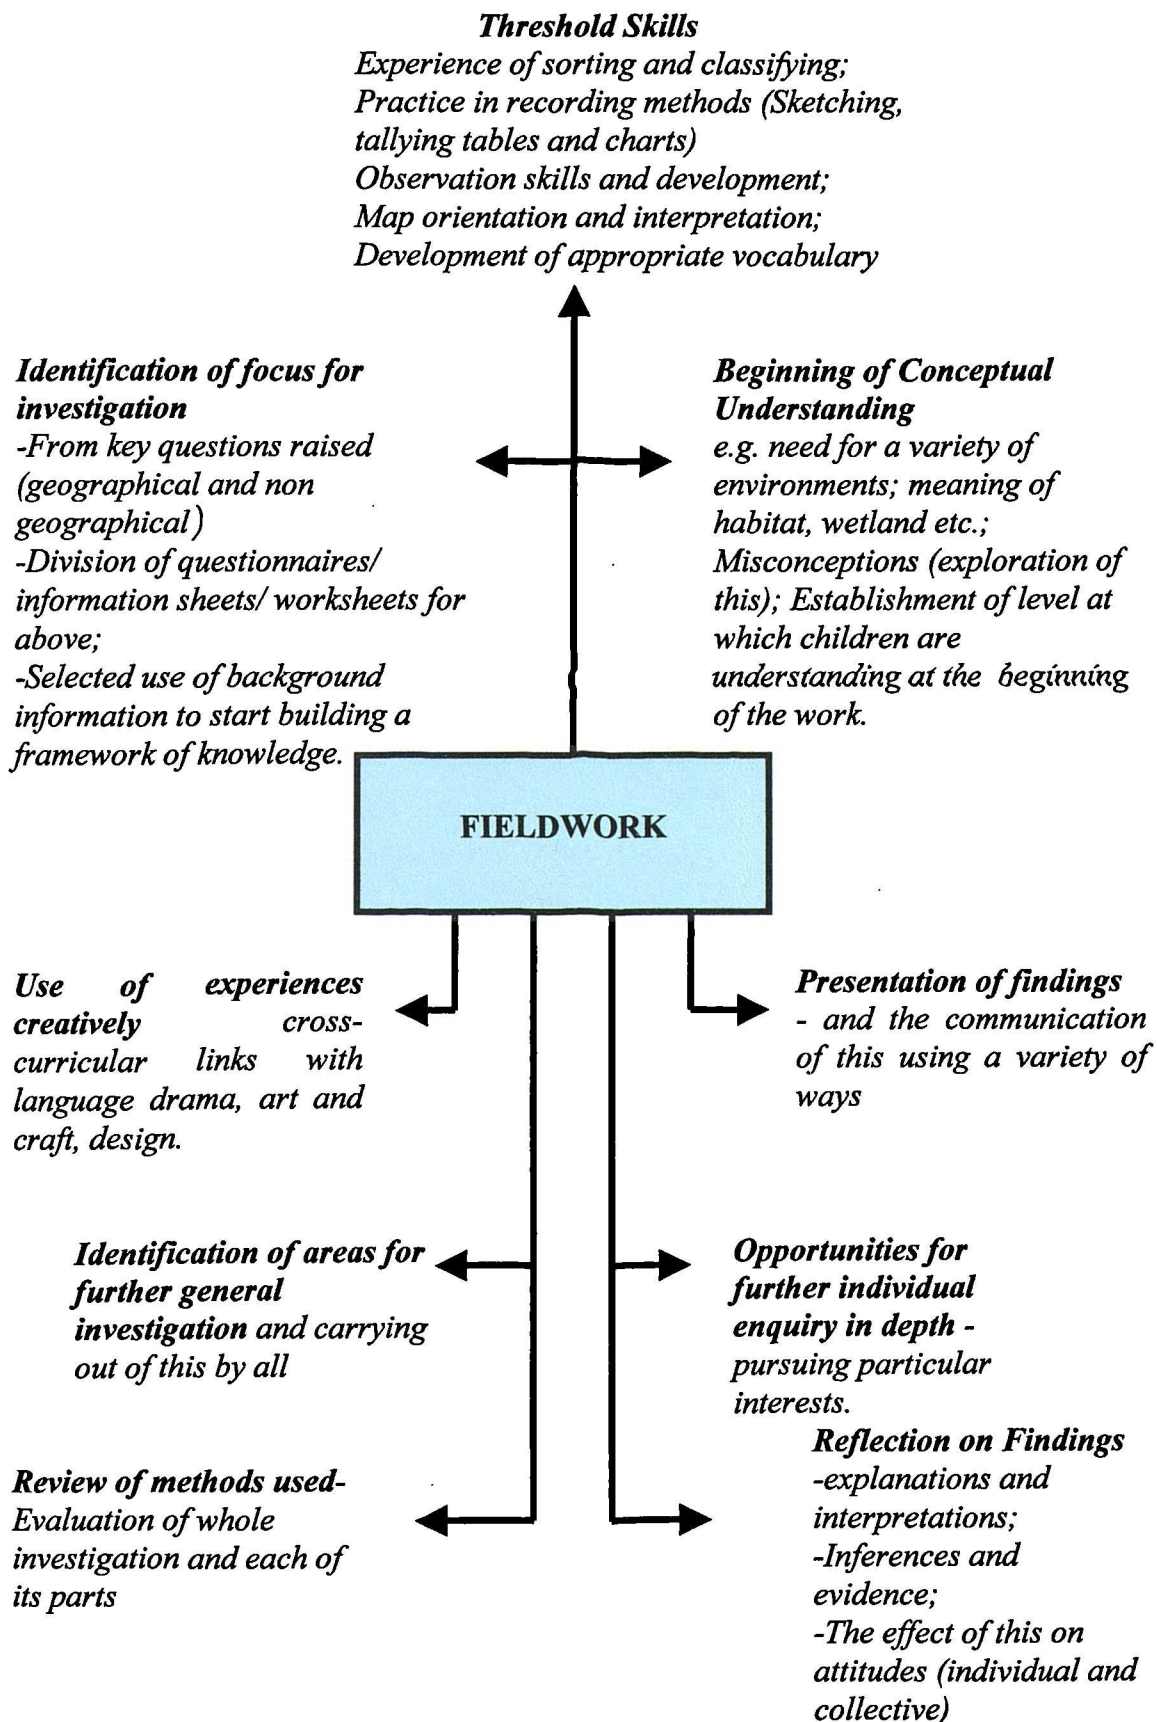 Threshold Skills
Experience of sorting and classifying;
Practice in recording methods (Sketching,
tallying tables and charts)
Observation skills and development;
Map orientation and interpretation;
Development of appropriate vocabulary
Identification of focus for
investigation
-From key questions raised
(geographical and non
geographical)
-Division of questionnaires/
information sheets/ worksheets for
above;
-Selected use of background
information to start building a
framework of knowledge.
Beginning of Conceptual
Understanding
e.g. need for a variety of
environments; meaning of
habitat, wetland etc.;
Misconceptions (exploration of
this); Establishment of level at
which children are
understanding at the beginning
of the work.
FIELDWORK
Use of experiences
creatively cross-
curricular links with
language drama, art and
craft, design.
Presentation of findings
- and the communication
of this using a variety of
ways
Identification of areas for
further general
investigation and carrying
out of this by all
Opportunities for
further individual
enquiry in depth -
pursuing particular
interests.
Review of methods used-
Evaluation of whole
investigation and each of
its parts
Reflection on Findings
-explanations and
interpretations;
-Inferences and
evidence;
-The effect of this on
attitudes (individual and
collective)